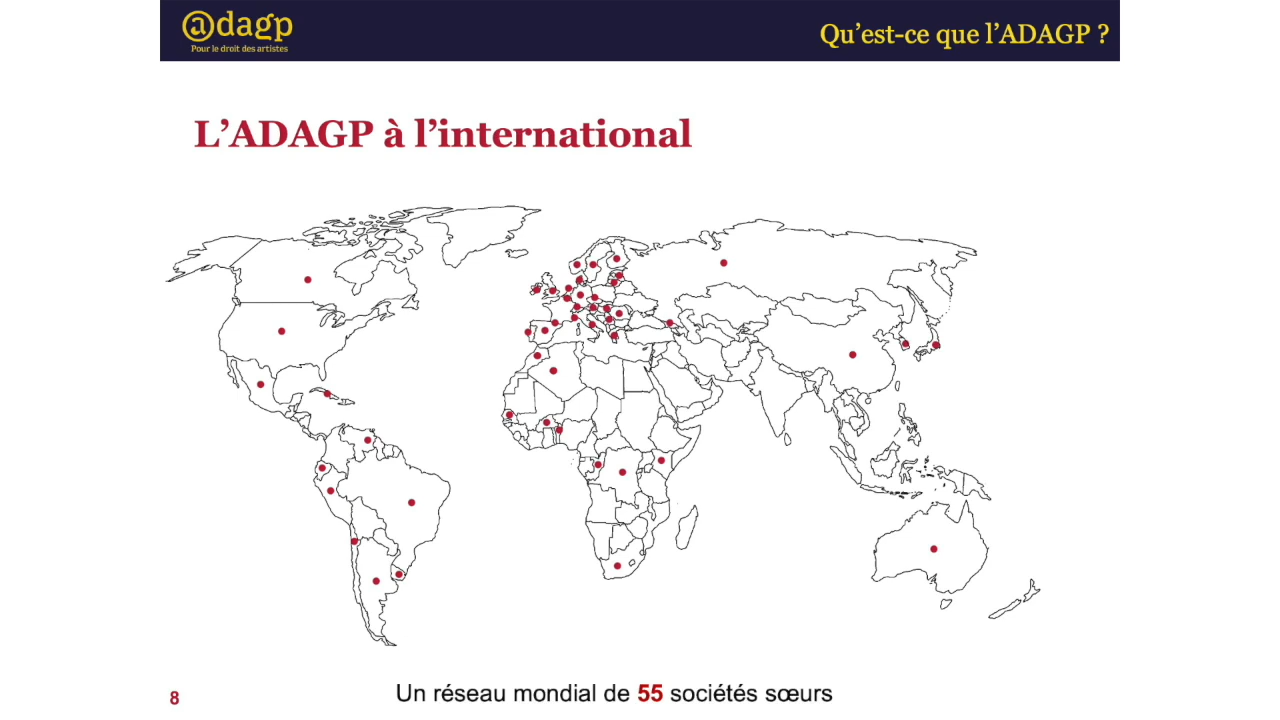 @dagp
Pour le droit des artistes
Qu’est-ce que l’ADAGP ?
L’ADAGP à l’international
Un réseau mondial de 55 sociétés sœurs
8